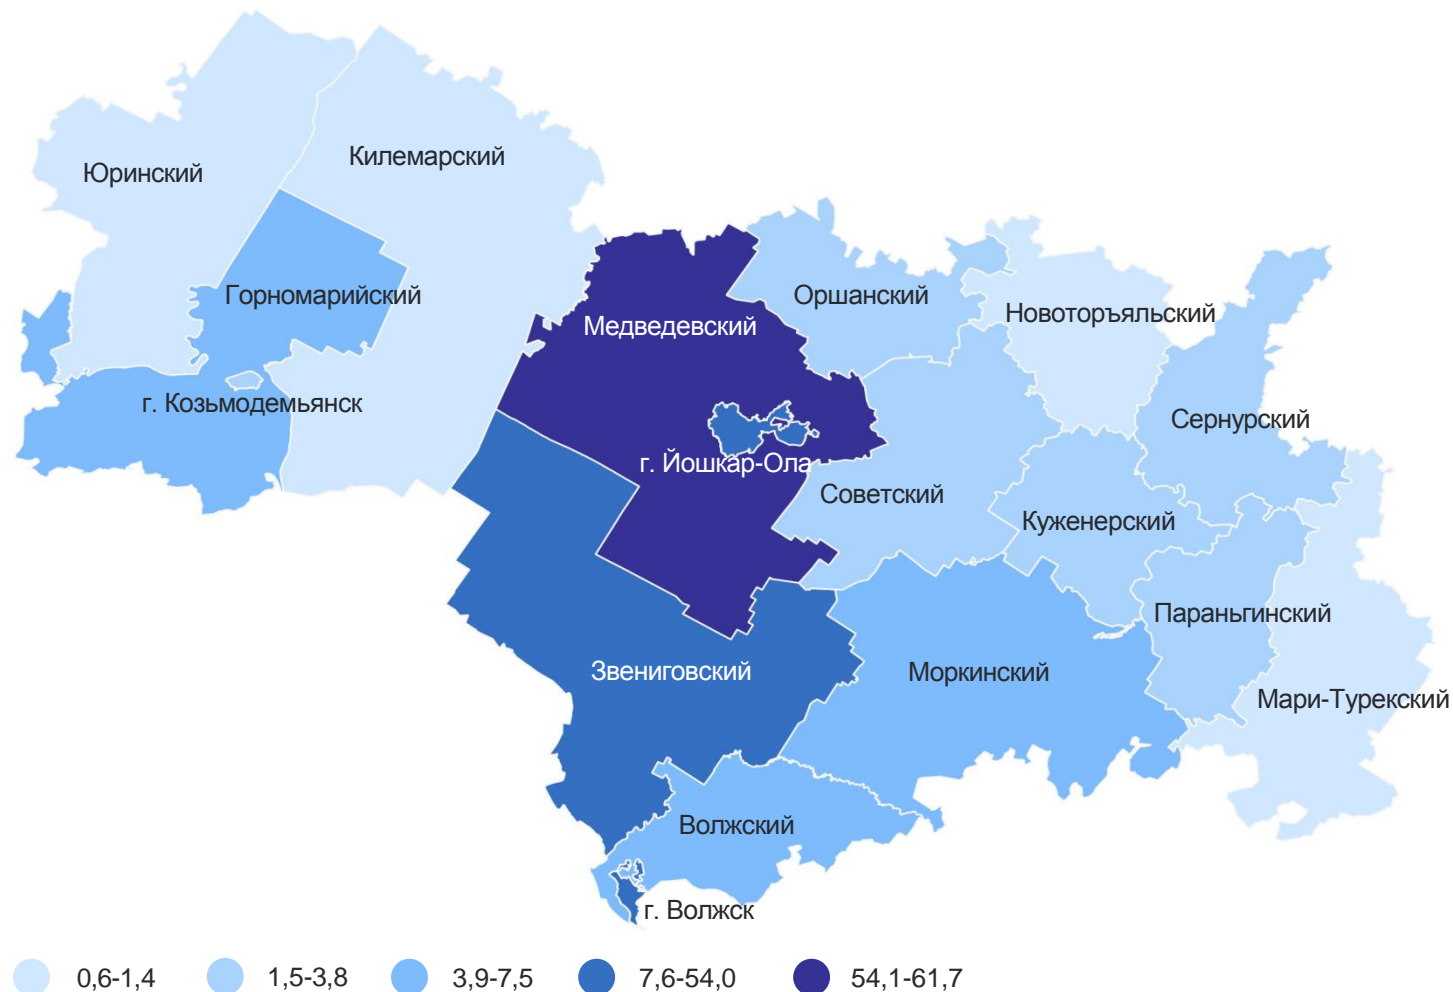 Килемарский
Юринский
Горномарийский
Оршанский
Новоторъяльский
Медведевский
г. Козьмодемьянск
Сернурский
г. Йошкар-Ола
Советский
Куженерский
Параньгинский
Звениговский
Моркинский
Мари-Турекский
Волжский
г. Волжск
0,6-1,4 1,5-3,8 3,9-7,5 7,6-54,0 54,1-61,7